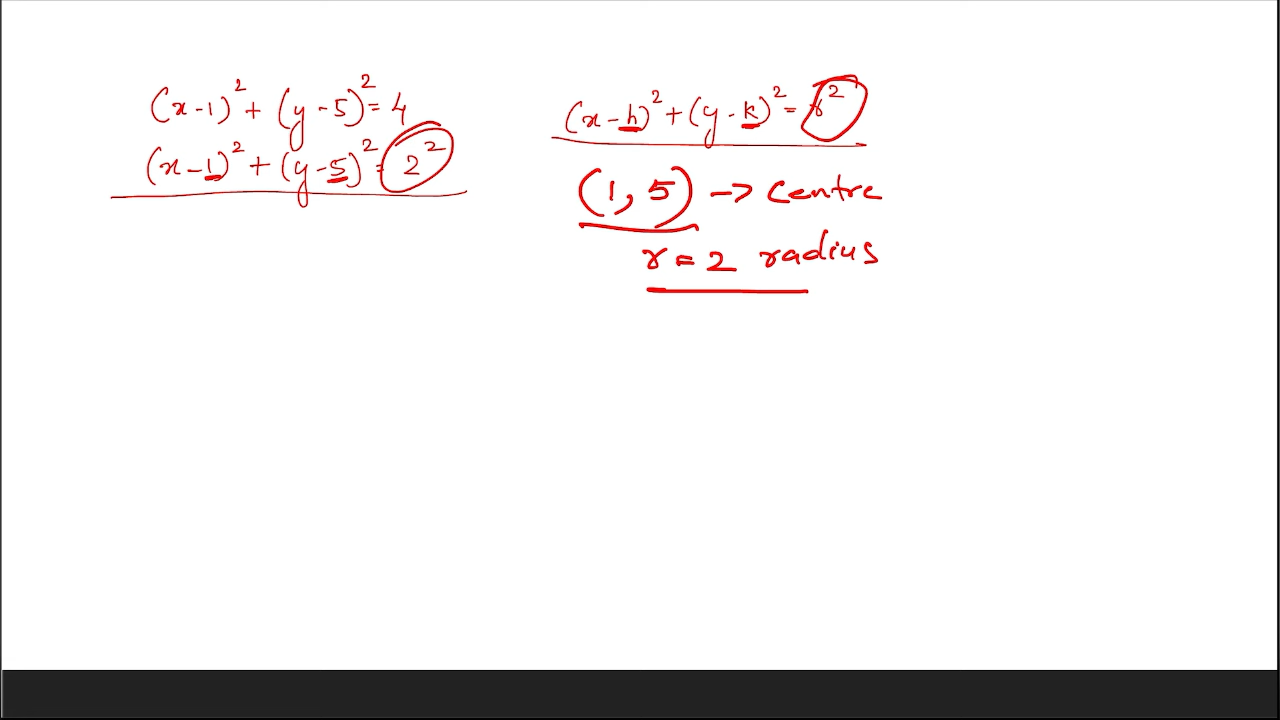 (x-1)² + (y-5)² = 4
(x-1)² + (y-5)² = 2²
(x-h)² + (y-k)² = r²
(1, 5) -> centre
r = 2 radius